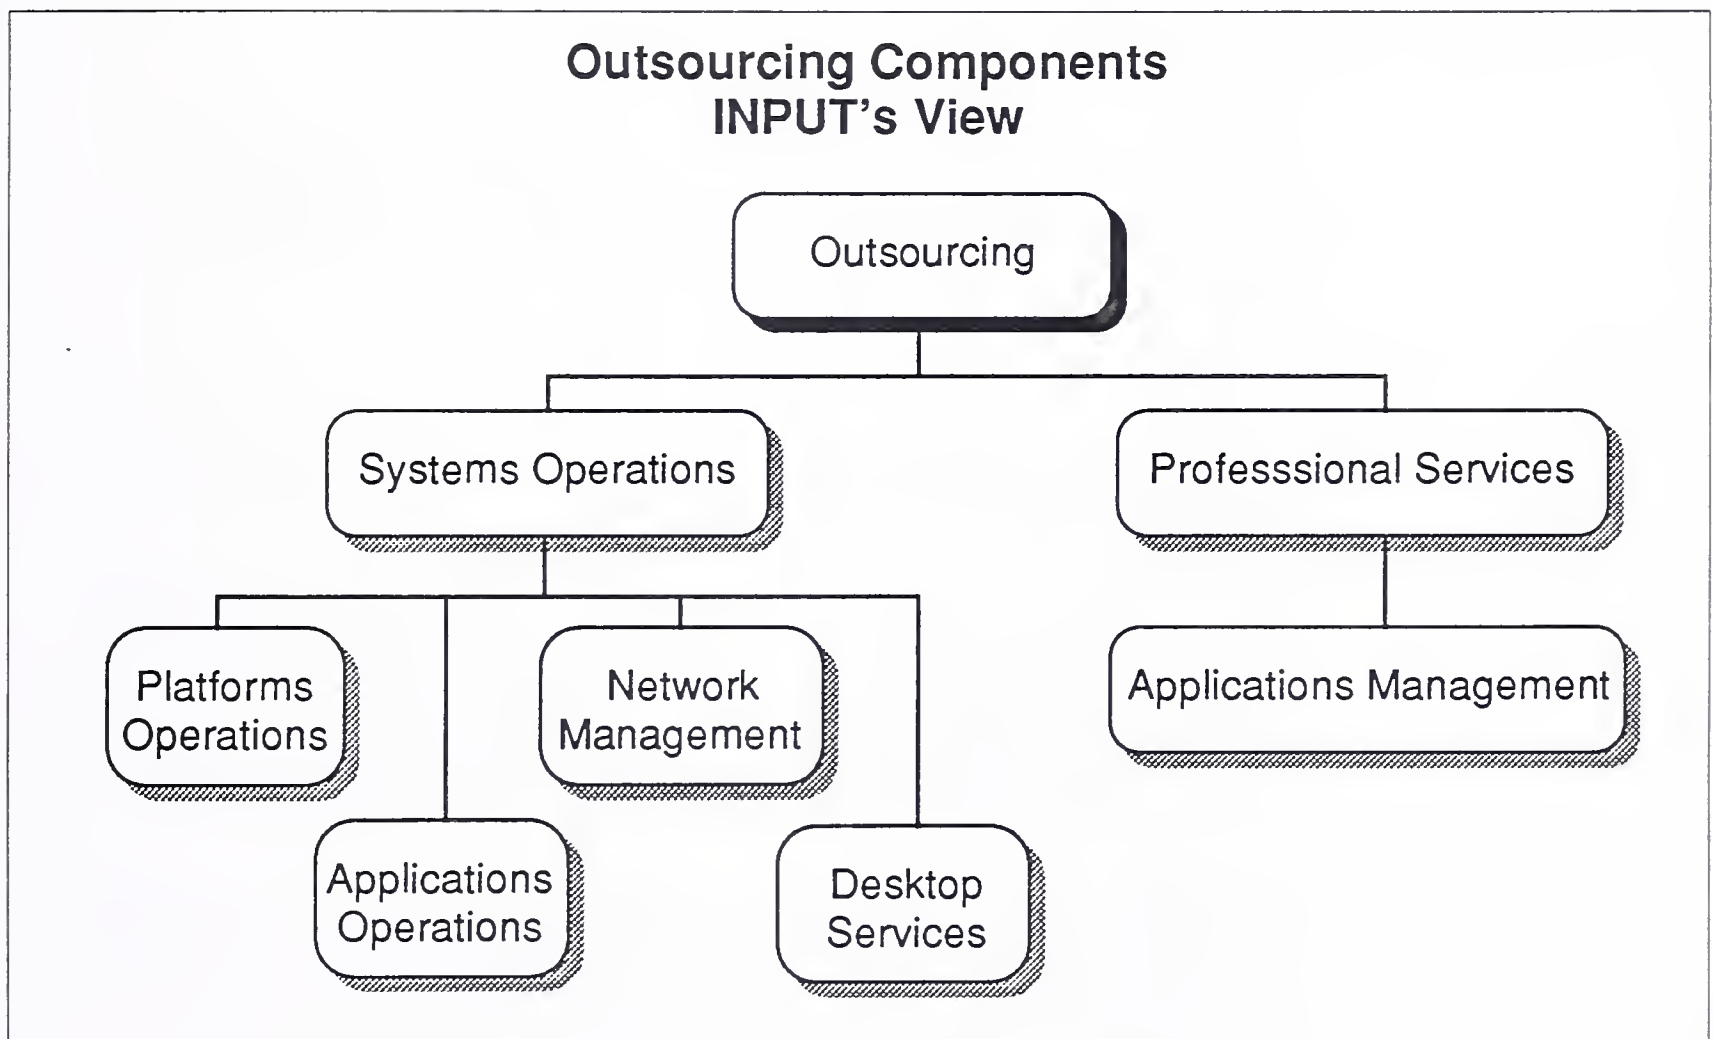 Outsourcing Components
INPUT's View
Outsourcing
Systems Operations
Professsional Services
Platforms
Operations
Network
Management
Applications Management
Applications
Operations
Desktop
Services